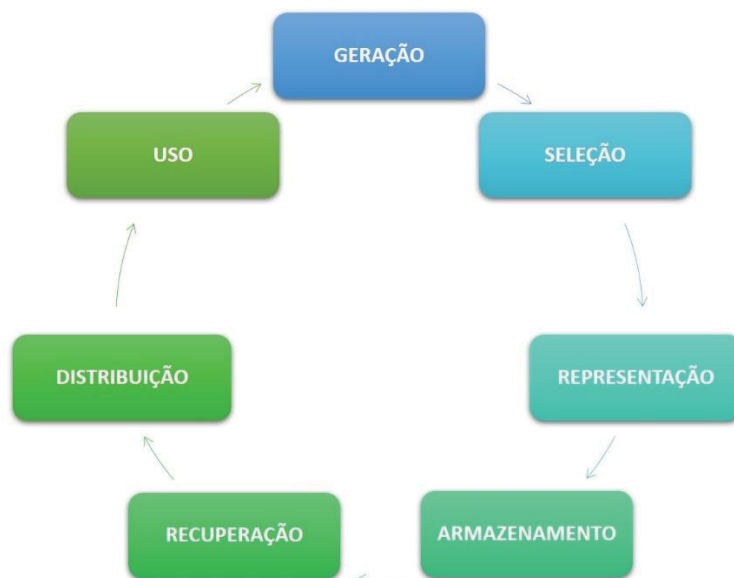 GERAÇÃO
SELEÇÃO
REPRESENTAÇÃO
ARMAZENAMENTO
RECUPERAÇÃO
DISTRIBUIÇÃO
USO